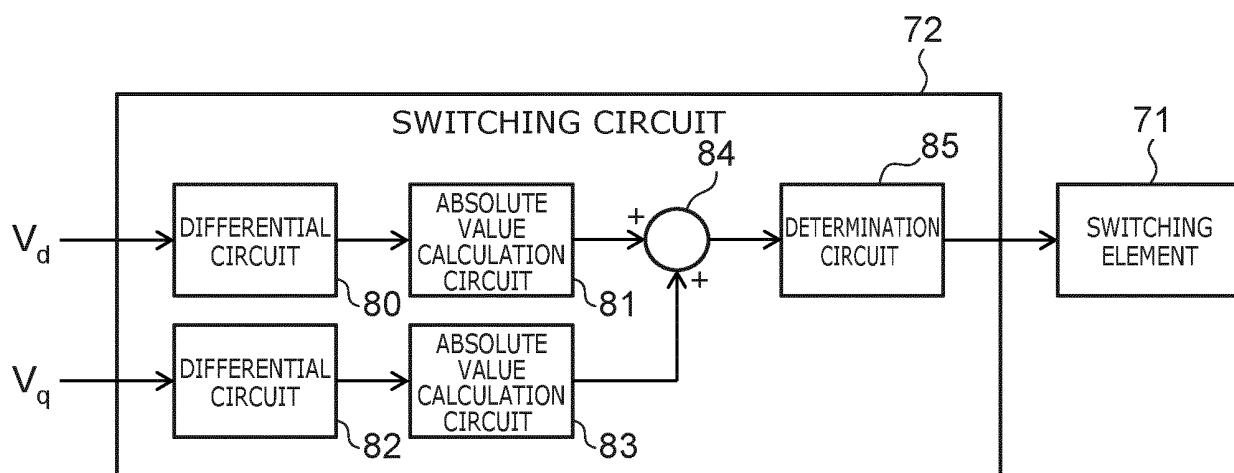 72
SWITCHING CIRCUIT
71
84
85
V_d
DIFFERENTIAL
CIRCUIT
80
ABSOLUTE
VALUE
CALCULATION
CIRCUIT
81
+
+
DETERMINATION
CIRCUIT
SWITCHING
ELEMENT
V_q
DIFFERENTIAL
CIRCUIT
82
ABSOLUTE
VALUE
CALCULATION
CIRCUIT
83